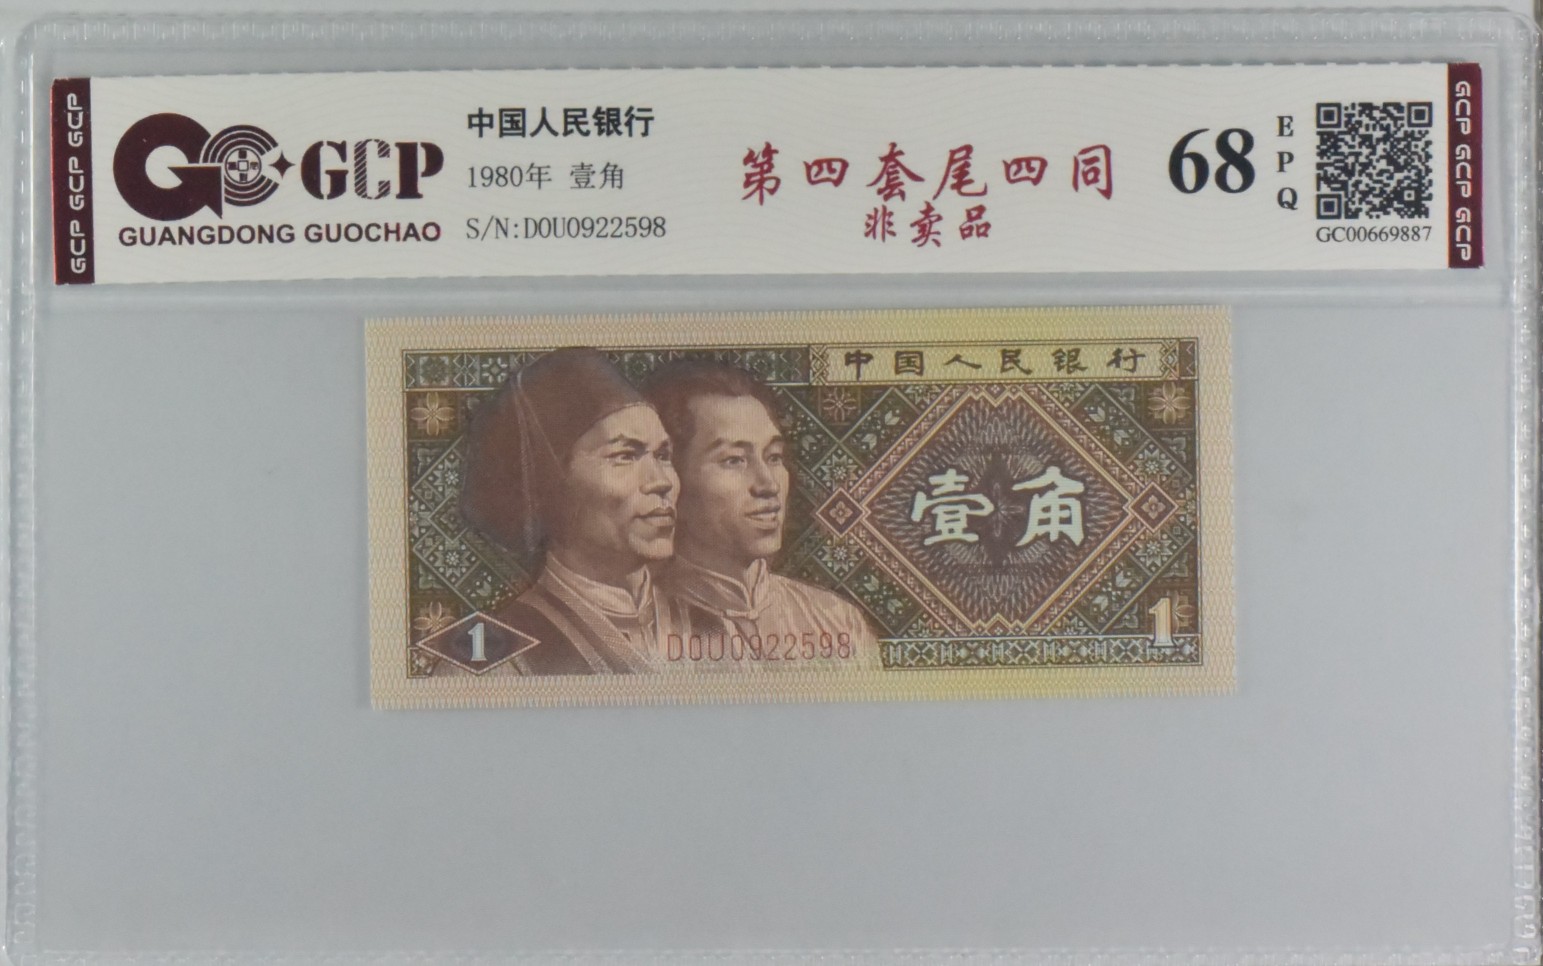 GCP GCP GCP
GCP
GUANGDONG GUOCHAO
中国人民银行
1980年 壹角
S/N:D0U0922598
第四套尾四同
非卖品
68
EPQ
GC00669887
GCP GCP GCP
中国人民银行
壹角
1
D0U0922598
1